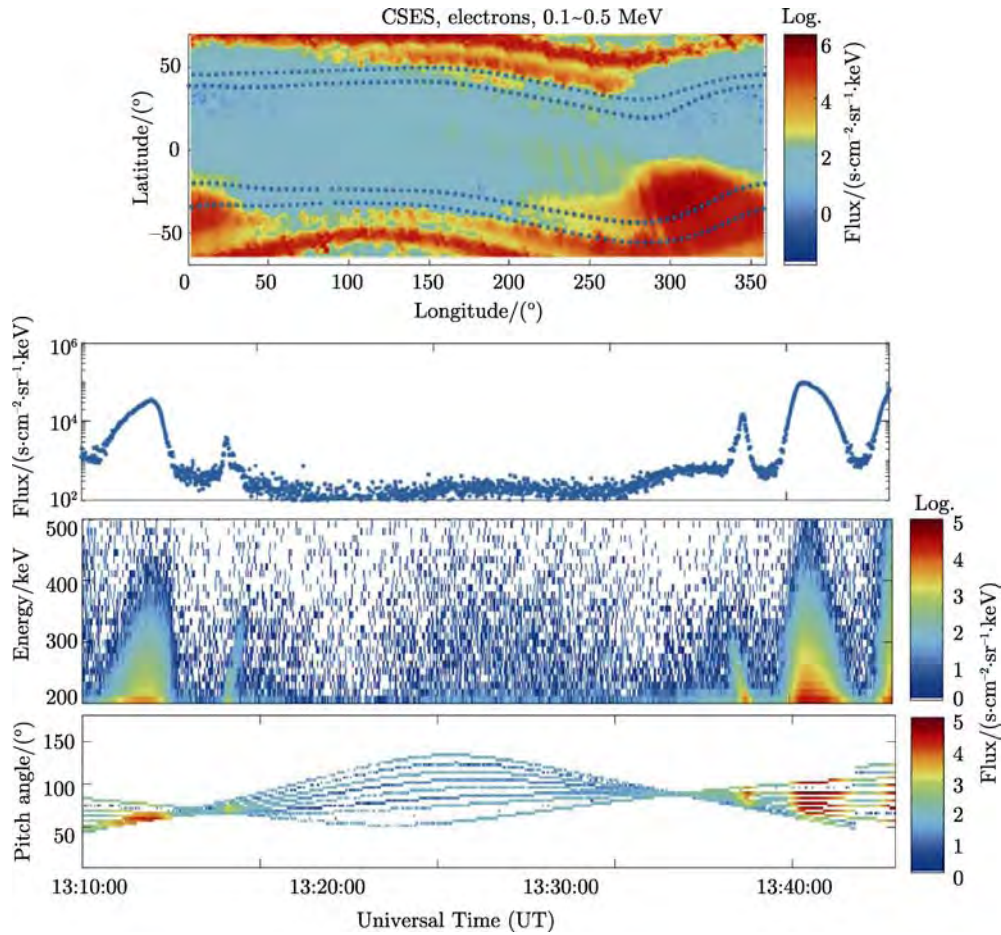 CSES, electrons, 0.1~0.5 MeV
Log.
50
0
−50
Latitude/(°)
0 50 100 150 200 250 300 350
Longitude/(°)
6
4
2
0
Flux/(s·cm⁻²·sr⁻¹·keV)
10⁶
10⁴
10²
Flux/(s·cm⁻²·sr⁻¹·keV)
500
400
300
200
Energy/keV
Log.
5
4
3
2
1
0
150
100
50
Pitch angle/(°)
5
4
3
2
1
0
Flux/(s·cm⁻²·sr⁻¹·keV)
13:10:00 13:20:00 13:30:00 13:40:00
Universal Time (UT)